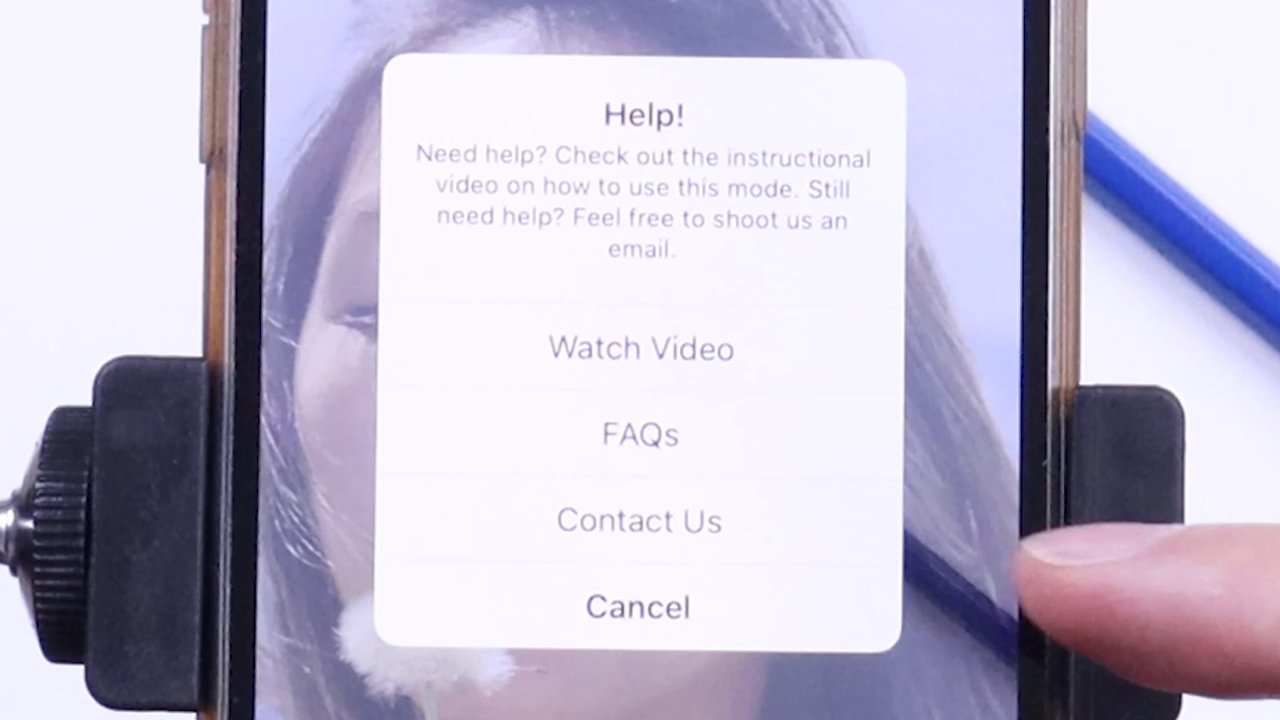 Help!
Need help? Check out the instructional
video on how to use this mode. Still
need help? Feel free to shoot us an
email.
Watch Video
FAQs
Contact Us
Cancel